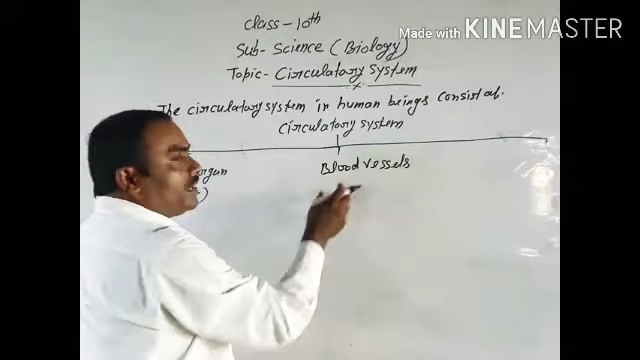 Made with KINEMASTER
Class - 10th
Sub- Science (Biology)
Topic- Circulatory System
The circulatory system in human beings consist of.
Circulatory system
organ Blood vessels